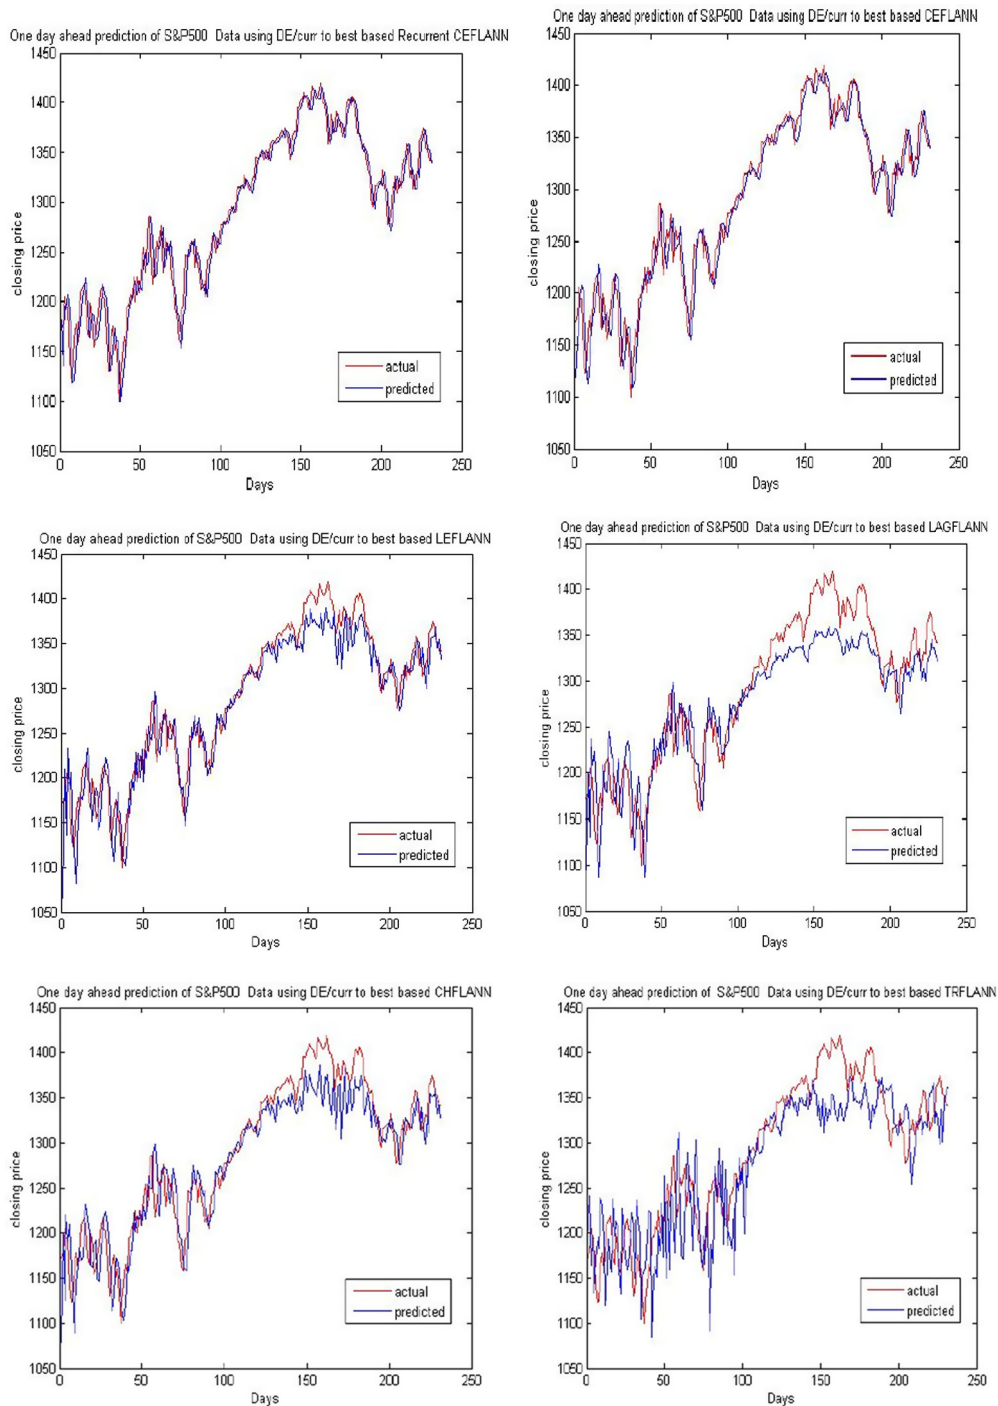 One day ahead prediction of S&P500 Data using DE/curr to best based Recurrent CEFLANN
1450
1400
1350
1300
1250
1200
1150
1100
1050
closing price
actual
predicted
0 50 100 150 200 250
Days
One day ahead prediction of S&P500 Data using DE/curr to best based CEFLANN
1450
1400
1350
1300
1250
1200
1150
1100
1050
closing price
actual
predicted
0 50 100 150 200 250
Days
One day ahead prediction of S&P500 Data using DE/curr to best based LEFLANN
1450
1400
1350
1300
1250
1200
1150
1100
1050
closing price
actual
predicted
0 50 100 150 200 250
Days
One day ahead prediction of S&P500 Data using DE/curr to best based LAGFLANN
1450
1400
1350
1300
1250
1200
1150
1100
1050
closing price
actual
predicted
0 50 100 150 200 250
Days
One day ahead prediction of S&P500 Data using DE/curr to best based CHFLANN
1450
1400
1350
1300
1250
1200
1150
1100
1050
closing price
actual
predicted
0 50 100 150 200 250
Days
One day ahead prediction of S&P500 Data using DE/curr to best based TRFLANN
1450
1400
1350
1300
1250
1200
1150
1100
1050
closing price
actual
predicted
0 50 100 150 200 250
Days